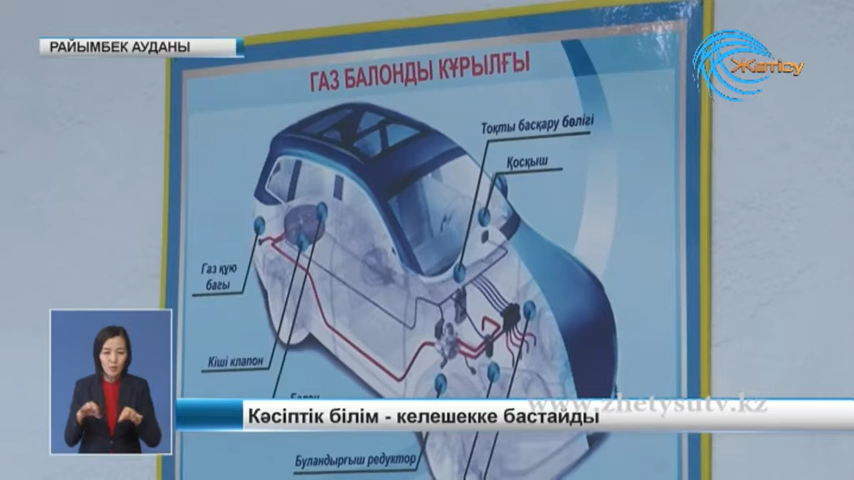 РАЙЫМБЕК АУДАНЫ
Жетісу
ГАЗ БАЛОНДЫ ҚҰРЫЛҒЫ
Тоқты басқару бөлігі
Қосқыш
Газ құю
бағы
Кіші клапон
www.zhetysutv.kz
Кәсіптік білім - келешекке бастайды
Буландырғыш редуктор